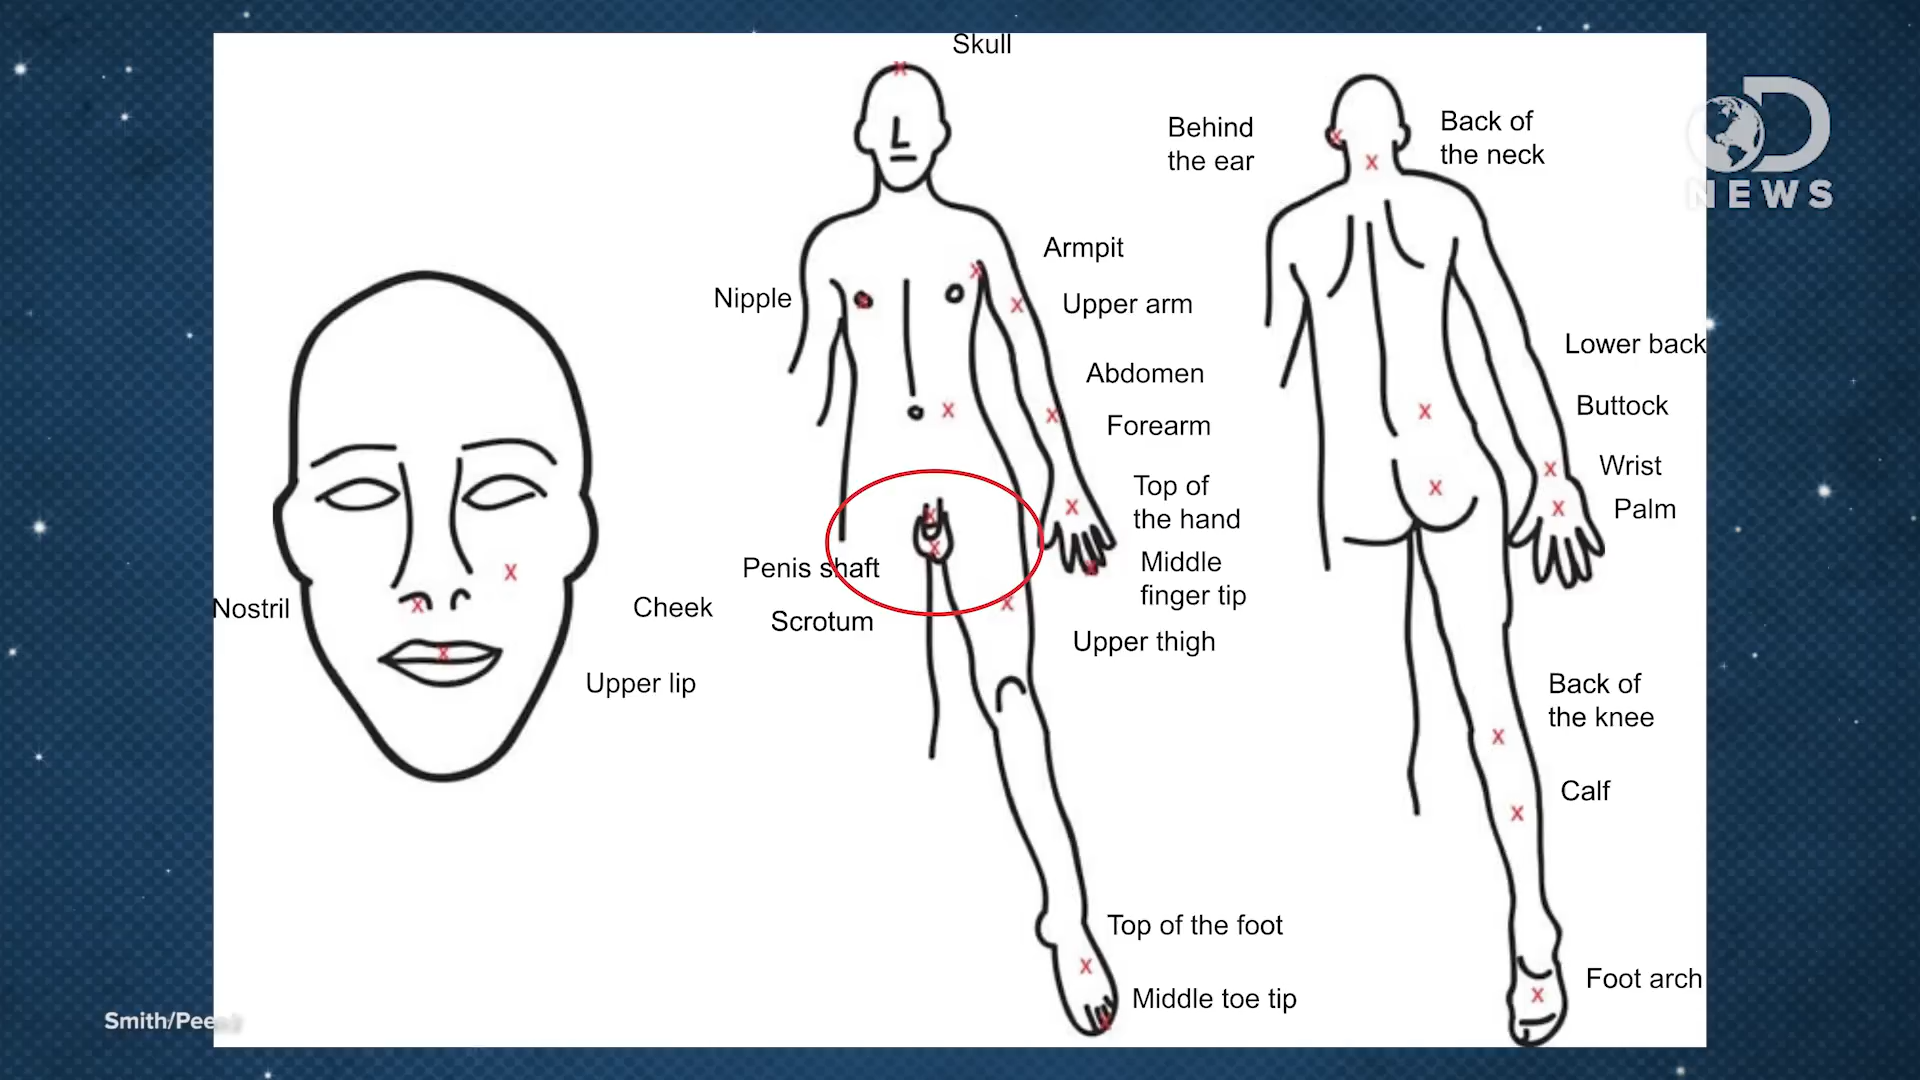 Skull
Behind
the ear
Back of
the neck
D
NEWS
Armpit
Nipple
Upper arm
Lower back
Abdomen
Buttock
Forearm
Wrist
Top of
the hand
Palm
Penis shaft
Middle
finger tip
Nostril
Cheek
Scrotum
Upper thigh
Upper lip
Back of
the knee
Calf
Top of the foot
Foot arch
Middle toe tip
Smith/Pee